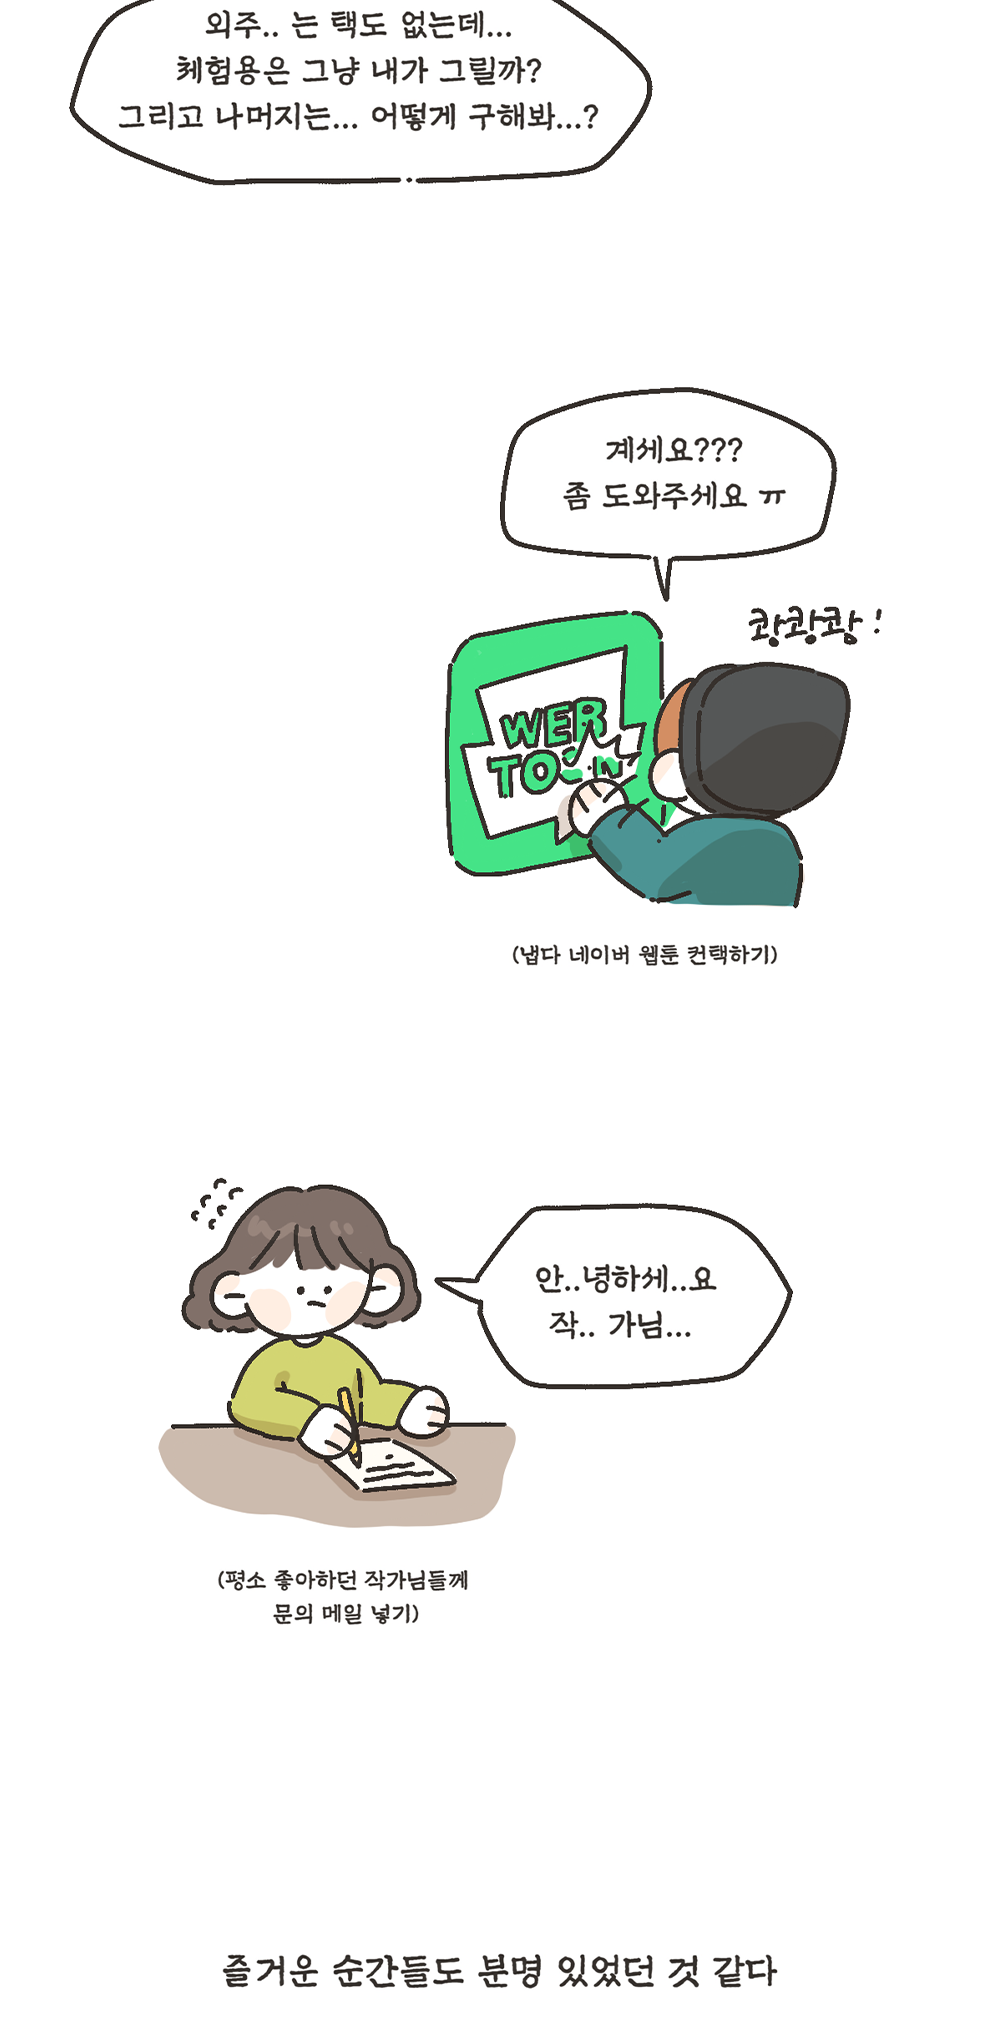 외주.. 는 택도 없는데...
체험용은 그냥 내가 그릴까?
그리고 나머지는... 어떻게 구해봐...?
계세요???
좀 도와주세요 ㅠ
쾅쾅쾅!
WER
TOON
(냅다 네이버 웹툰 컨택하기)
안..녕하세..요
작.. 가님...
(평소 좋아하던 작가님들께
문의 메일 넣기)
즐거운 순간들도 분명 있었던 것 같다